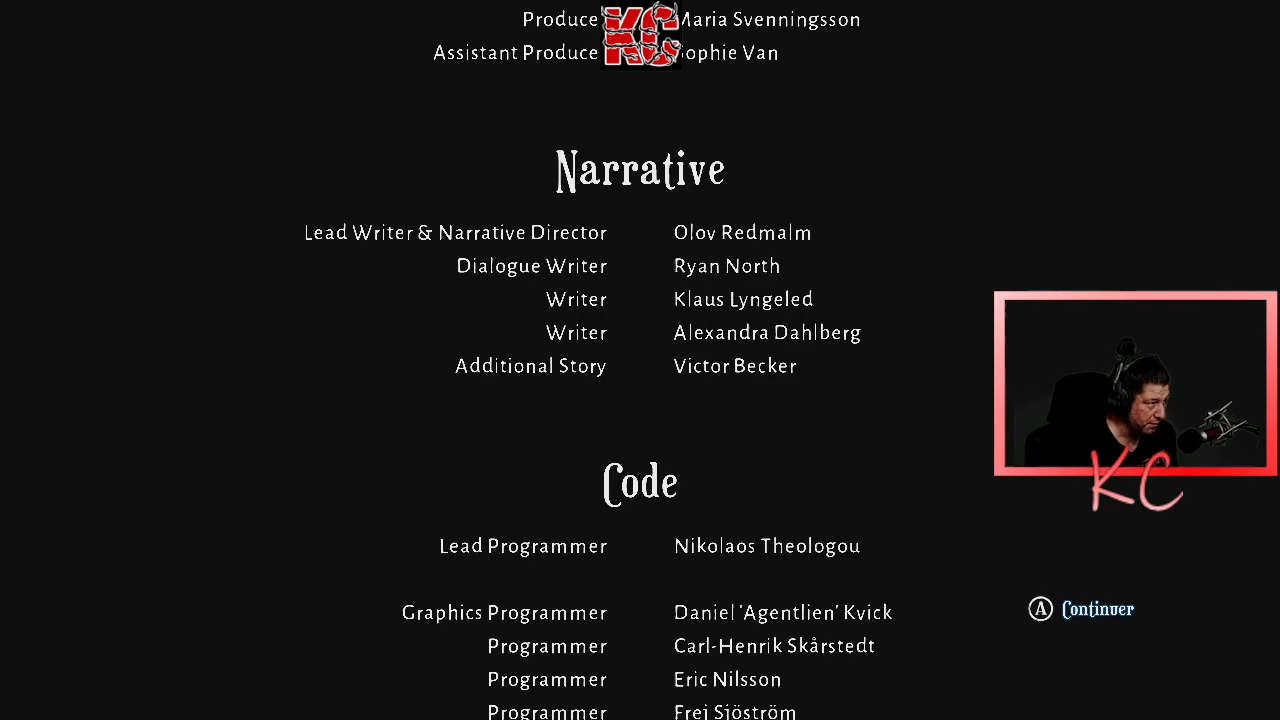 Produce
KC
Maria Svenningsson
Assistant Produce
Sophie Van
Narrative
Lead Writer & Narrative Director Olov Redmalm
Dialogue Writer Ryan North
Writer Klaus Lyngeled
Writer Alexandra Dahlberg
Additional Story Victor Becker
KC
Code
Lead Programmer Nikolaos Theologou
Graphics Programmer Daniel 'Agentlien' Kvick
A Continuer
Programmer Carl-Henrik Skårstedt
Programmer Eric Nilsson
Programmer Frej Sjöström